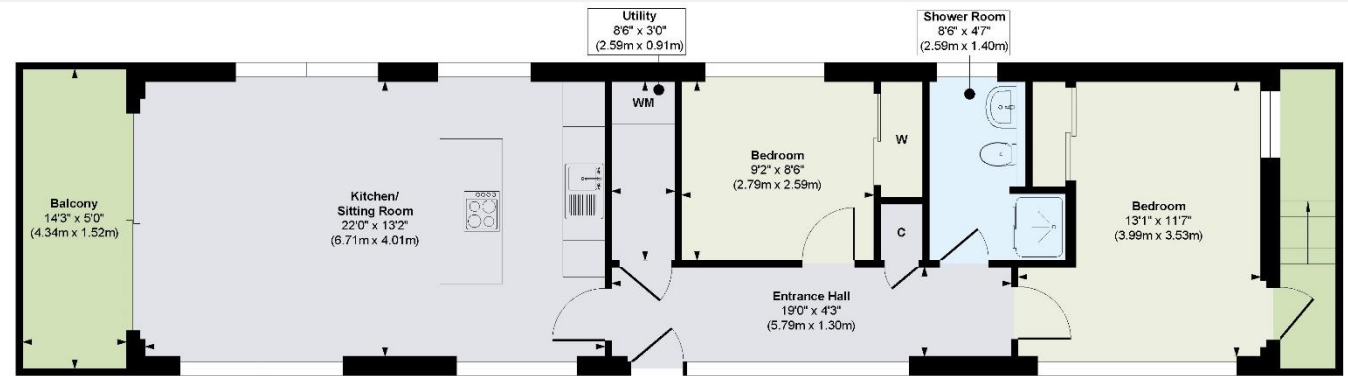 Utility
8'6" x 3'0"
(2.59m x 0.91m)
Shower Room
8'6" x 4'7"
(2.59m x 1.40m)
WM
W
Bedroom
9'2" x 8'6"
(2.79m x 2.59m)
Balcony
14'3" x 5'0"
(4.34m x 1.52m)
Kitchen/
Sitting Room
22'0" x 13'2"
(6.71m x 4.01m)
Bedroom
13'1" x 11'7"
(3.99m x 3.53m)
C
Entrance Hall
19'0" x 4'3"
(5.79m x 1.30m)